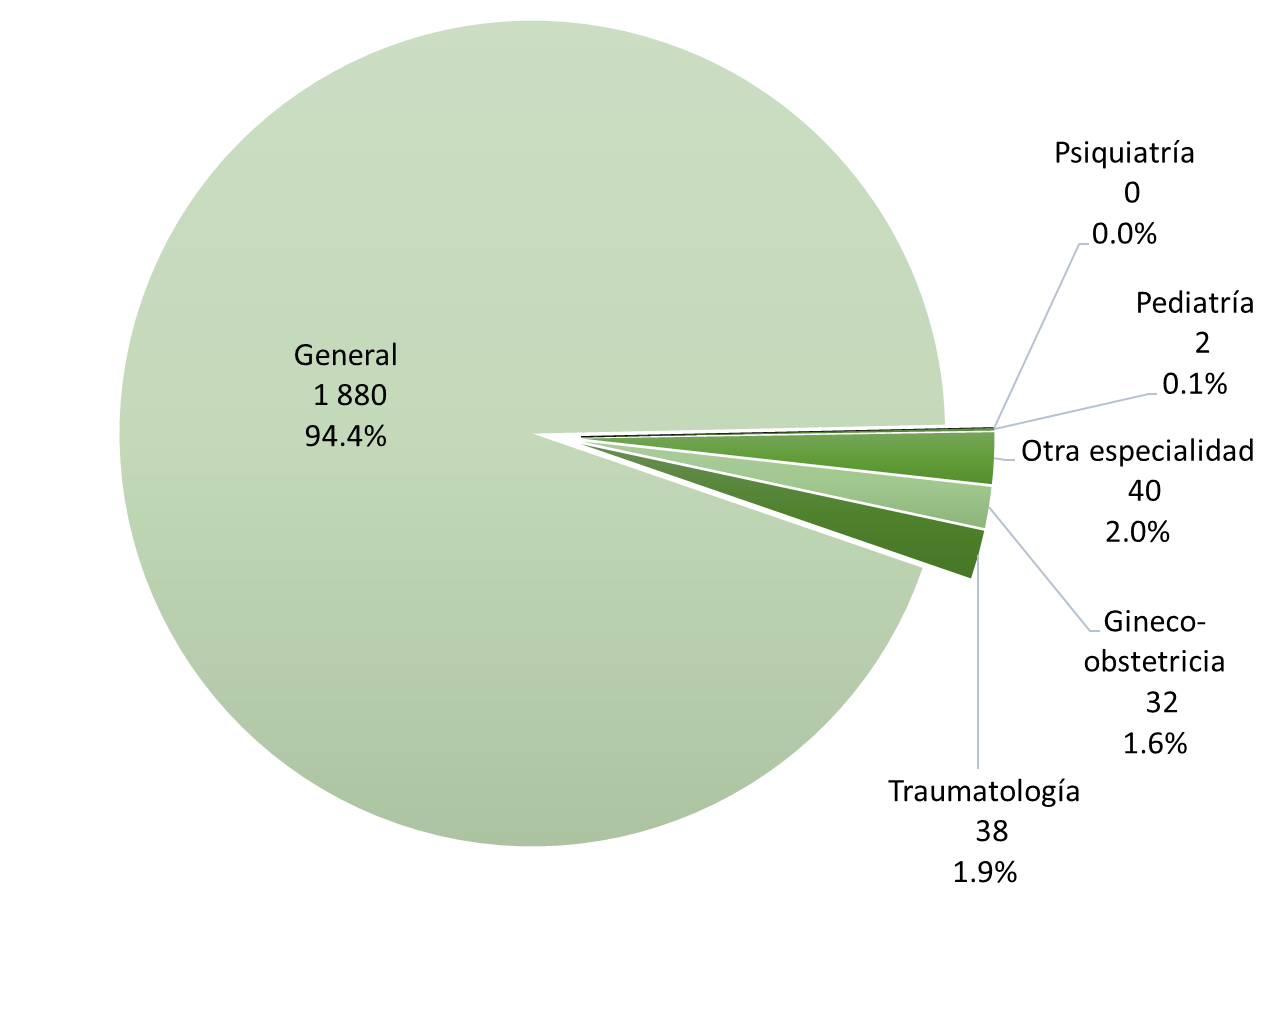 Psiquiatría
0
0.0%
Pediatría
2
0.1%
General
1 880
94.4%
Otra especialidad
40
2.0%
Gineco-
obstetricia
32
1.6%
Traumatología
38
1.9%